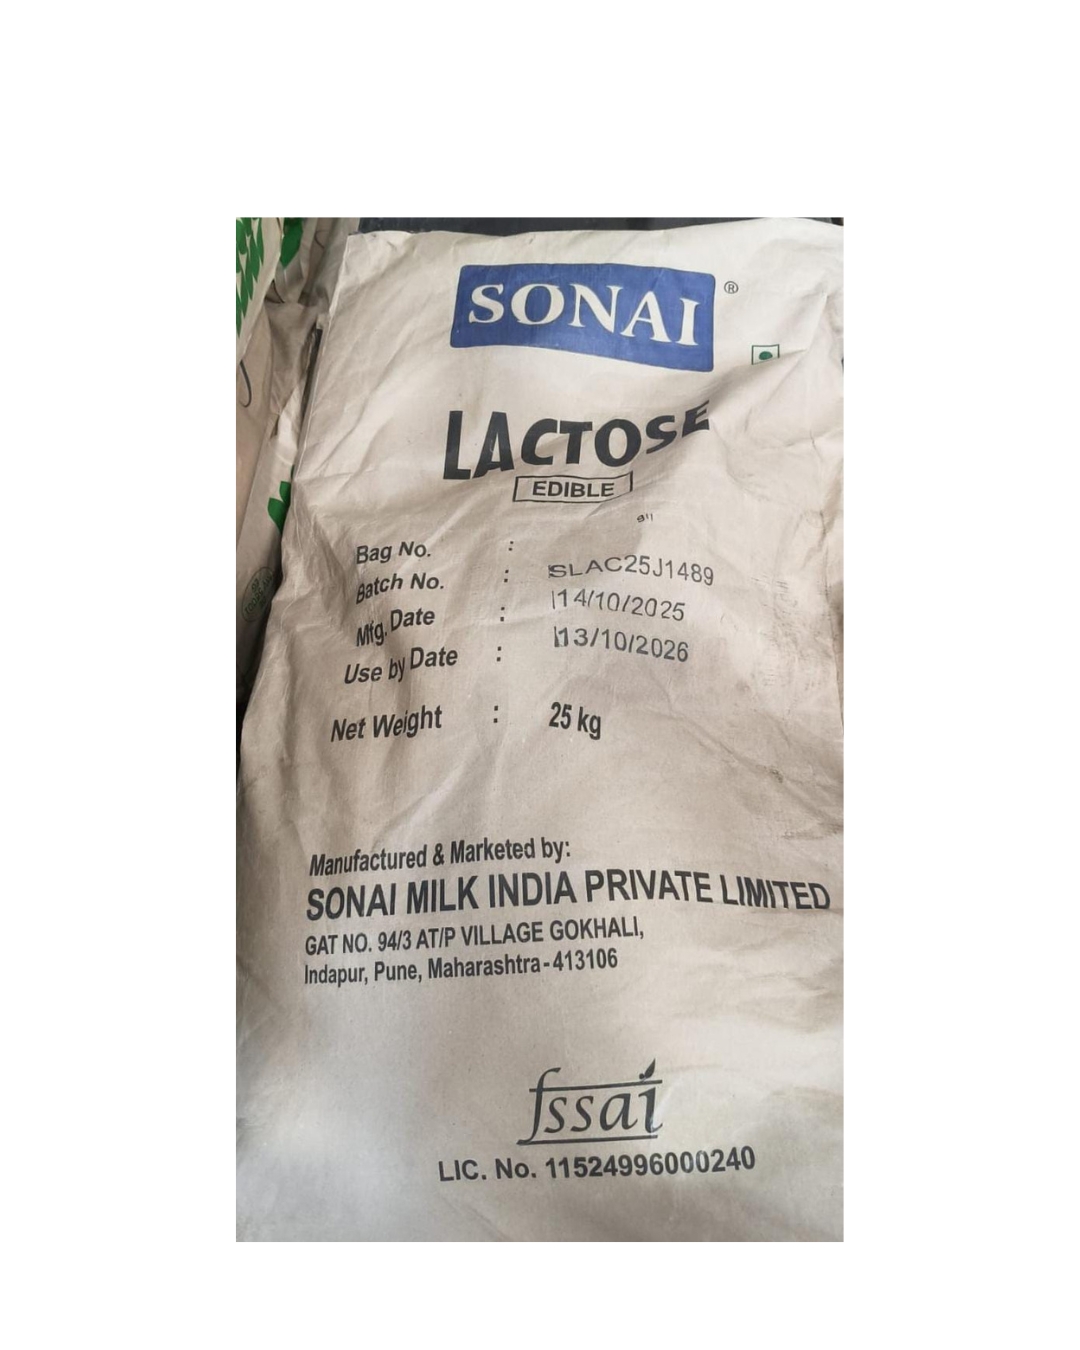 SONAI ®
LACTOSE
EDIBLE
Bag No. :
Batch No. : SLAC25J1489
Mfg. Date : 14/10/2025
Use by Date : 13/10/2026
Net Weight : 25 kg
Manufactured & Marketed by:
SONAI MILK INDIA PRIVATE LIMITED
GAT NO. 94/3 AT/P VILLAGE GOKHALI,
Indapur, Pune, Maharashtra-413106
fssai
LIC. No. 11524996000240